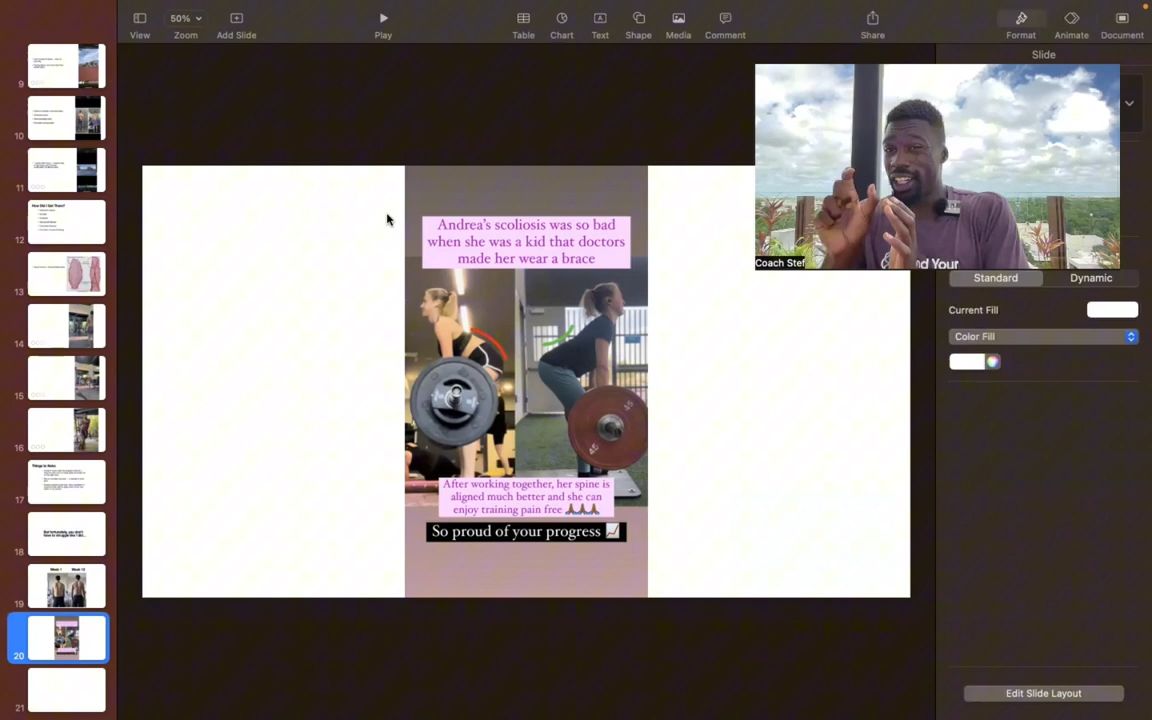 50%
View
Zoom
Add Slide
Play
Table
Chart
Text
Shape
Media
Comment
Share
Format
Animate
Document
Slide
9
10
11
How Did I Get There?
12
13
14
15
16
Things to Note:
17
18
Week 1 Week 12
19
20
21
Andrea's scoliosis was so bad
when she was a kid that doctors
made her wear a brace
45
45
After working together, her spine is
aligned much better and she can
enjoy training pain free 🙏🏾🙏🏾🙏🏾
So proud of your progress 📈
nd Your
Coach Stef
Standard
Dynamic
Current Fill
Color Fill
Edit Slide Layout